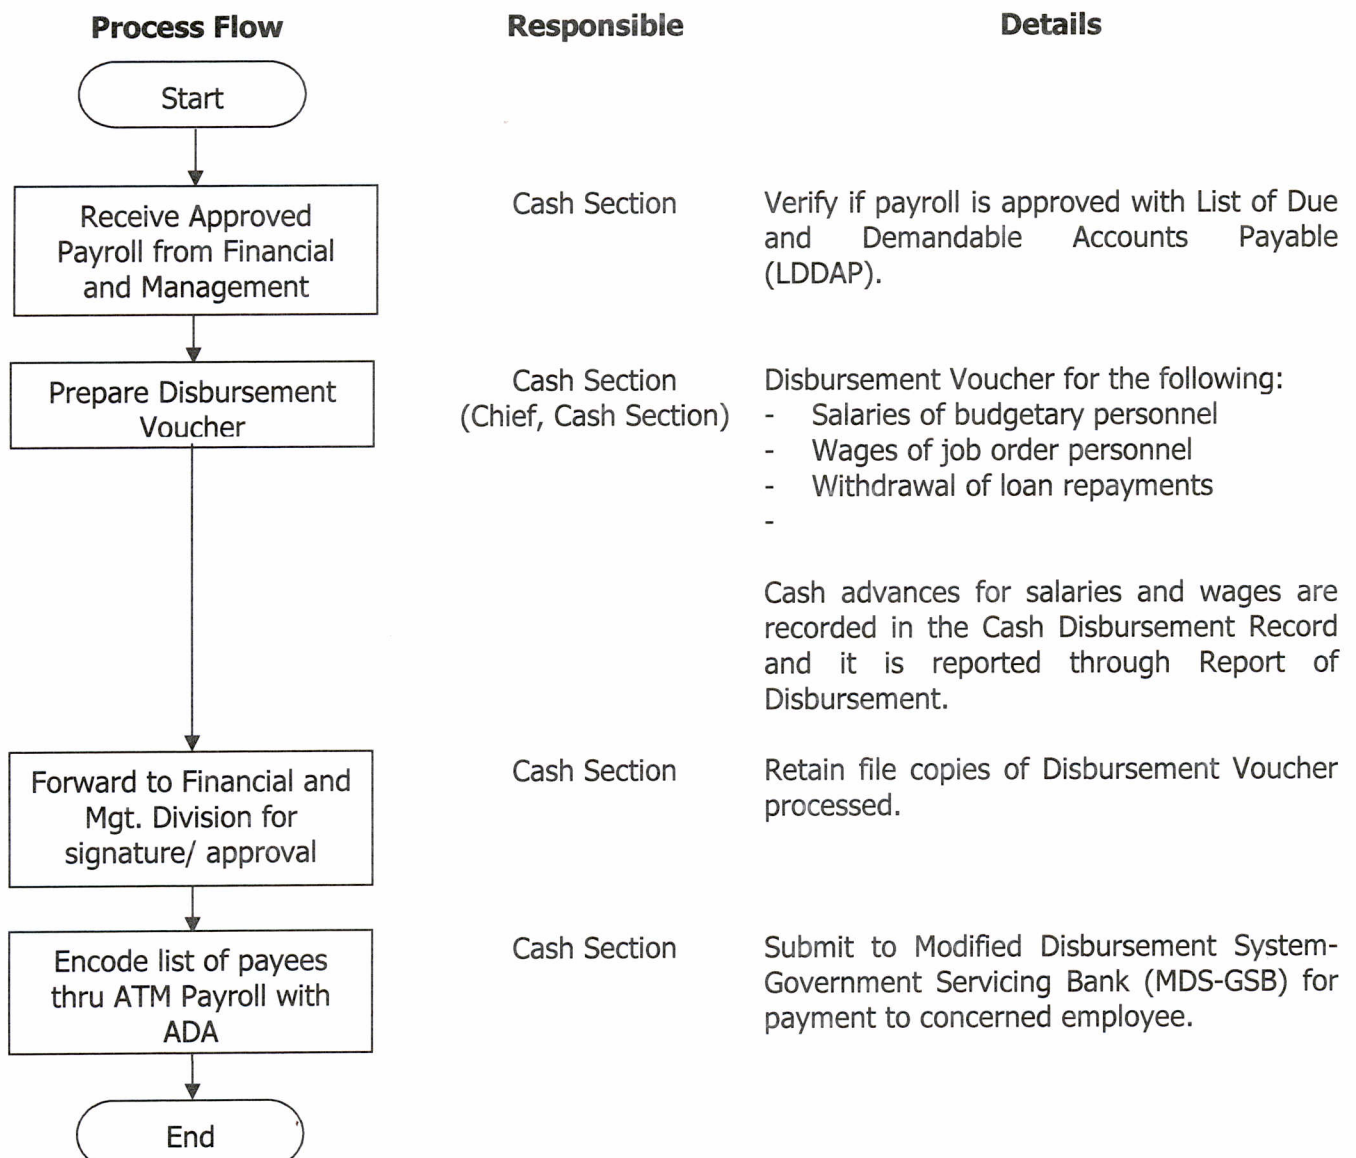 Process Flow Responsible Details
Start
Receive Approved
Payroll from Financial
and Management
Cash Section
Verify if payroll is approved with List of Due
and Demandable Accounts Payable
(LDDAP).
Prepare Disbursement
Voucher
Cash Section
(Chief, Cash Section)
Disbursement Voucher for the following:
- Salaries of budgetary personnel
- Wages of job order personnel
- Withdrawal of loan repayments
-
Cash advances for salaries and wages are
recorded in the Cash Disbursement Record
and it is reported through Report of
Disbursement.
Forward to Financial and
Mgt. Division for
signature/ approval
Cash Section
Retain file copies of Disbursement Voucher
processed.
Encode list of payees
thru ATM Payroll with
ADA
Cash Section
Submit to Modified Disbursement System-
Government Servicing Bank (MDS-GSB) for
payment to concerned employee.
End